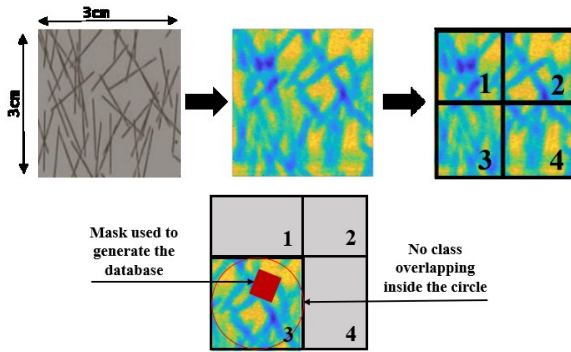 3cm
3cm
1
2
3
4
Mask used to
generate the
database
1
2
3
4
No class
overlapping
inside the circle